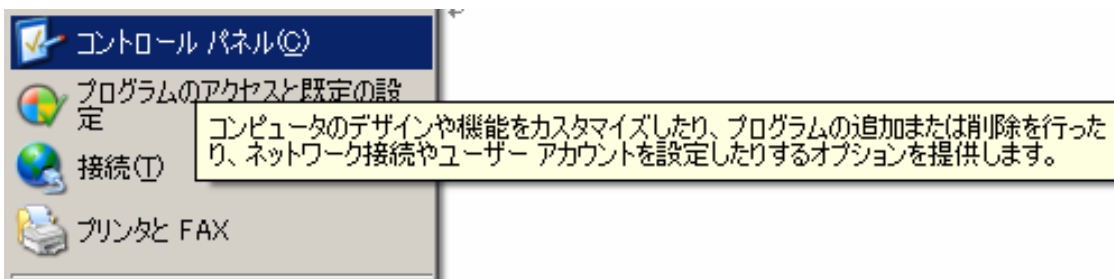 コントロール パネル(C)
プログラムのアクセスと既定の設
定
コンピュータのデザインや機能をカスタマイズしたり、プログラムの追加または削除を行った
り、ネットワーク接続やユーザー アカウントを設定したりするオプションを提供します。
接続(T)
プリンタと FAX